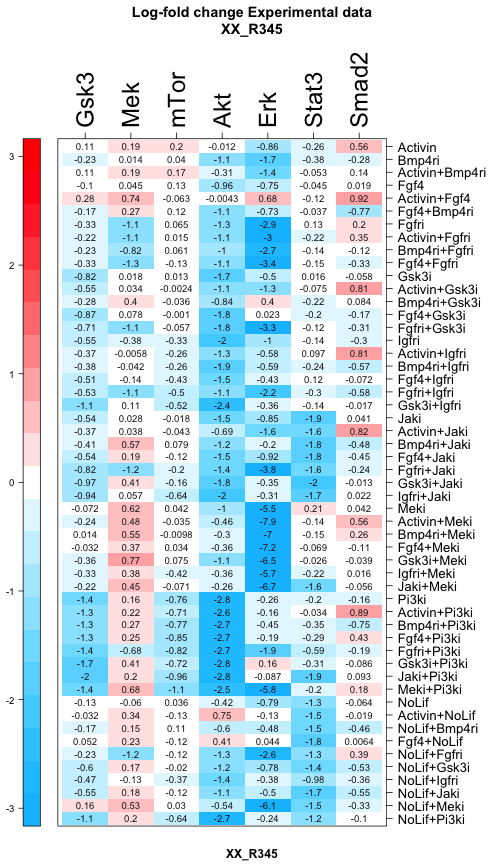 Log-fold change Experimental data
XX_R345
Gsk3 Mek mTor Akt Erk Stat3 Smad2
3
2
1
0
-1
-2
-3
0.11 0.19 0.2 -0.012 -0.86 -0.26 0.56 Activin
-0.23 0.014 0.04 -1.1 -1.7 -0.38 -0.28 Bmp4ri
0.11 0.19 0.17 -0.31 -1.4 -0.053 0.14 Activin+Bmp4ri
-0.1 0.045 0.13 -0.96 -0.75 -0.045 0.019 Fgf4
0.28 0.74 -0.063 -0.0043 0.68 -0.12 0.92 Activin+Fgf4
-0.17 0.27 0.12 -1.1 -0.73 -0.037 -0.77 Fgf4+Bmp4ri
-0.33 -1.1 0.065 -1.3 -2.9 0.13 0.2 Fgfri
-0.22 -1.1 0.015 -1.1 -3 -0.22 0.35 Activin+Fgfri
-0.23 -0.82 0.061 -1 -2.7 -0.14 -0.12 Bmp4ri+Fgfri
-0.33 -1.3 -0.13 -1.1 -3.4 -0.15 -0.33 Fgf4+Fgfri
-0.82 0.018 0.013 -1.7 -0.5 0.016 -0.058 Gsk3i
-0.55 0.034 -0.0024 -1.1 -1.3 -0.075 0.81 Activin+Gsk3i
-0.28 0.4 -0.036 -0.84 0.4 -0.22 0.084 Bmp4ri+Gsk3i
-0.87 0.078 -0.001 -1.8 0.023 -0.2 -0.17 Fgf4+Gsk3i
-0.71 -1.1 -0.057 -1.8 -3.3 -0.12 -0.31 Fgfri+Gsk3i
-0.55 -0.38 -0.33 -2 -1 -0.14 -0.3 Igfri
-0.37 -0.0058 -0.26 -1.3 -0.58 0.097 0.81 Activin+Igfri
-0.38 -0.042 -0.26 -1.9 -0.59 -0.24 -0.57 Bmp4ri+Igfri
-0.51 -0.14 -0.43 -1.5 -0.43 0.12 -0.072 Fgf4+Igfri
-0.53 -1.1 -0.5 -1.1 -2.2 -0.3 -0.58 Fgfri+Igfri
-1.1 0.11 -0.52 -2.4 -0.36 -0.14 -0.017 Gsk3i+Igfri
-0.54 0.028 -0.018 -1.5 -0.85 -1.9 0.041 Jaki
-0.37 0.038 -0.043 -0.69 -1.6 -1.6 0.82 Activin+Jaki
-0.41 0.57 0.079 -1.2 -0.2 -1.8 -0.48 Bmp4ri+Jaki
-0.54 0.19 -0.12 -1.5 -0.92 -1.8 -0.45 Fgf4+Jaki
-0.82 -1.2 -0.2 -1.4 -3.8 -1.6 -0.24 Fgfri+Jaki
-0.97 0.41 -0.16 -1.8 -0.35 -2 -0.013 Gsk3i+Jaki
-0.94 0.057 -0.64 -2 -0.31 -1.7 0.022 Igfri+Jaki
-0.072 0.62 0.042 -1 -5.5 0.21 0.042 Meki
-0.24 0.48 -0.035 -0.46 -7.9 -0.14 0.56 Activin+Meki
0.014 0.55 -0.0098 -0.3 -7 -0.15 0.26 Bmp4ri+Meki
-0.032 0.37 0.034 -0.36 -7.2 -0.069 -0.11 Fgf4+Meki
-0.36 0.77 0.075 -1.1 -6.5 -0.026 -0.039 Gsk3i+Meki
-0.33 0.38 -0.42 -0.36 -5.7 -0.22 0.016 Igfri+Meki
-0.22 0.45 -0.071 -0.26 -6.7 -1.6 -0.056 Jaki+Meki
-1.4 0.16 -0.76 -2.8 -0.26 -0.2 -0.16 Pi3ki
-1.3 0.22 -0.71 -2.6 -0.16 -0.034 0.89 Activin+Pi3ki
-1.3 0.27 -0.77 -2.7 -0.45 -0.35 -0.75 Bmp4ri+Pi3ki
-1.3 0.25 -0.85 -2.7 -0.19 -0.29 0.43 Fgf4+Pi3ki
-1.4 -0.68 -0.82 -2.7 -1.9 -0.59 -0.19 Fgfri+Pi3ki
-1.7 0.41 -0.72 -2.8 0.16 -0.31 -0.086 Gsk3i+Pi3ki
-2 0.2 -0.96 -2.8 -0.087 -1.9 0.093 Jaki+Pi3ki
-1.4 0.68 -1.1 -2.5 -5.8 -0.2 0.18 Meki+Pi3ki
-0.13 -0.06 0.036 -0.42 -0.79 -1.3 -0.064 NoLif
-0.032 0.34 -0.13 0.75 -0.13 -1.5 -0.019 Activin+NoLif
-0.17 0.15 0.11 -0.6 -0.48 -1.5 -0.46 NoLif+Bmp4ri
0.052 0.23 -0.12 0.41 0.044 -1.8 0.0064 Fgf4+NoLif
-0.23 -1.2 -0.12 -1.3 -2.6 -1.3 0.39 NoLif+Fgfri
-0.6 0.17 -0.02 -1.2 -0.78 -1.4 -0.53 NoLif+Gsk3i
-0.47 -0.13 -0.37 -1.4 -0.38 -0.98 -0.36 NoLif+Igfri
-0.55 0.18 -0.12 -1.1 -0.5 -1.7 -0.55 NoLif+Jaki
0.16 0.53 0.03 -0.54 -6.1 -1.5 -0.33 NoLif+Meki
-1.1 0.2 -0.64 -2.7 -0.24 -1.2 -0.1 NoLif+Pi3ki
XX_R345